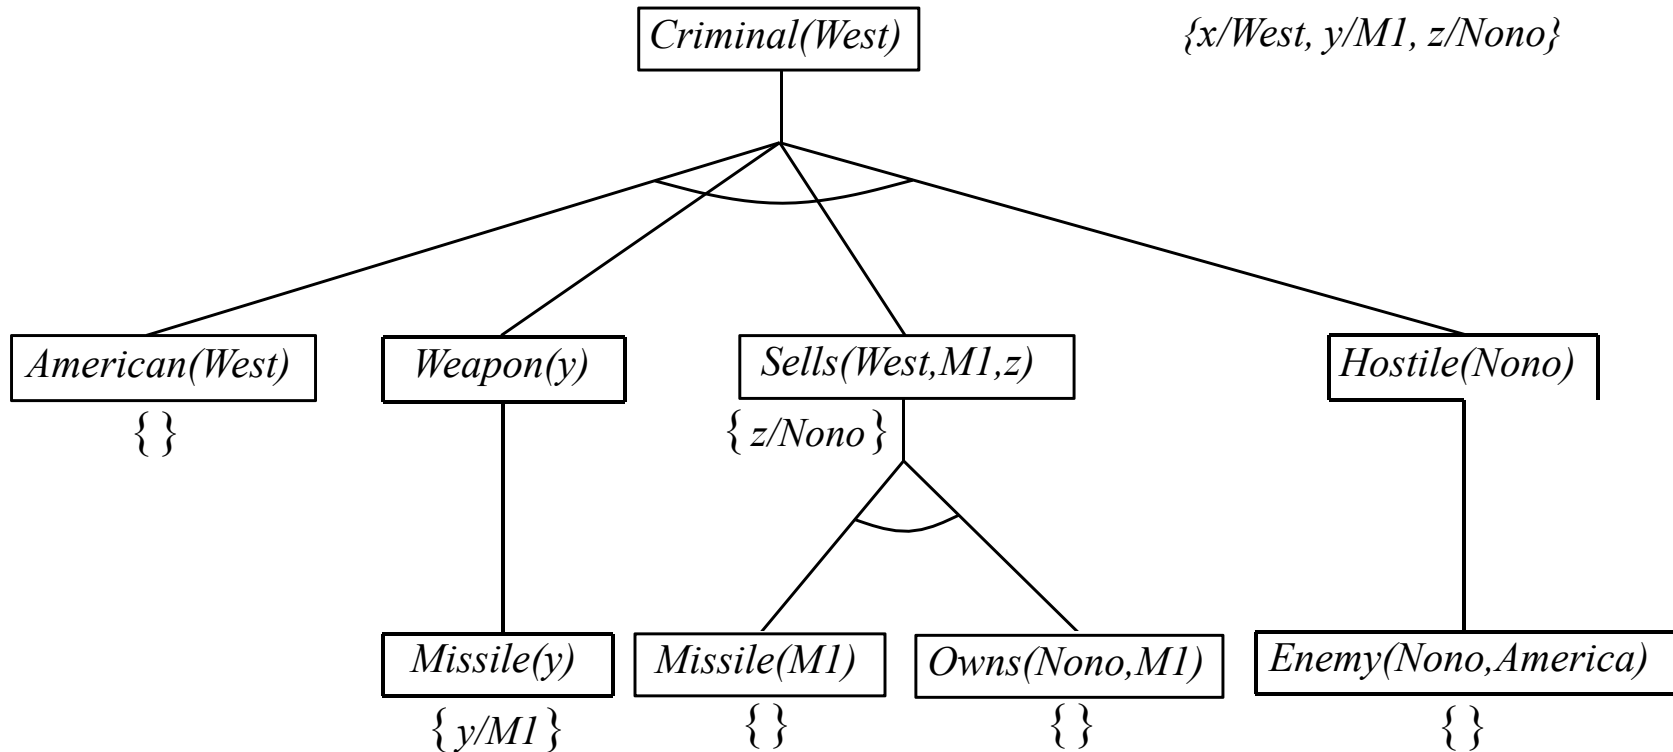 Criminal(West)
{x/West, y/M1, z/Nono}
American(West)
Weapon(y)
Sells(West,M1,z)
Hostile(Nono)
{ }
{ z/Nono }
Missile(y)
Missile(M1)
Owns(Nono,M1)
Enemy(Nono,America)
{ y/M1 }
{ }
{ }
{ }